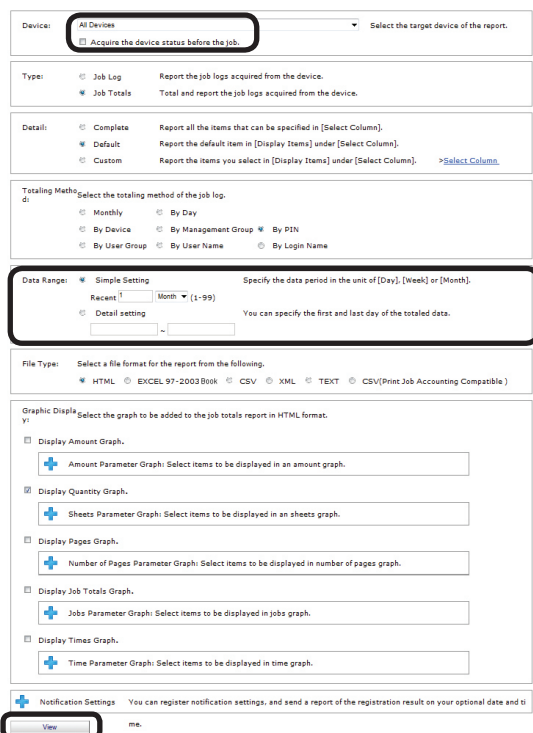 Device: All Devices Select the target device of the report.
Acquire the device status before the job.
Type: Job Log Report the job logs acquired from the device.
Job Totals Total and report the job logs acquired from the device.
Detail: Complete Report all the items that can be specified in [Select Column].
Default Report the default item in [Display Items] under [Select Column].
Custom Report the items you select in [Display Items] under [Select Column]. >Select Column
Totaling Metho Select the totaling method of the job log.
d:
Monthly By Day
By Device By Management Group By PIN
By User Group By User Name By Login Name
Data Range: Simple Setting Specify the data period in the unit of [Day], [Week] or [Month].
Recent 1 Month (1-99)
Detail setting You can specify the first and last day of the totaled data.
~
File Type: Select a file format for the report from the following.
HTML EXCEL 97-2003 Book CSV XML TEXT CSV(Print Job Accounting Compatible )
Graphic Displa Select the graph to be added to the job totals report in HTML format.
y:
Display Amount Graph.
Amount Parameter Graph: Select items to be displayed in an amount graph.
Display Quantity Graph.
Sheets Parameter Graph: Select items to be displayed in an sheets graph.
Display Pages Graph.
Number of Pages Parameter Graph: Select items to be displayed in number of pages graph.
Display Job Totals Graph.
Jobs Parameter Graph: Select items to be displayed in jobs graph.
Display Times Graph.
Time Parameter Graph: Select items to be displayed in time graph.
Notification Settings You can register notification settings, and send a report of the registration result on your optional date and ti
me.
View